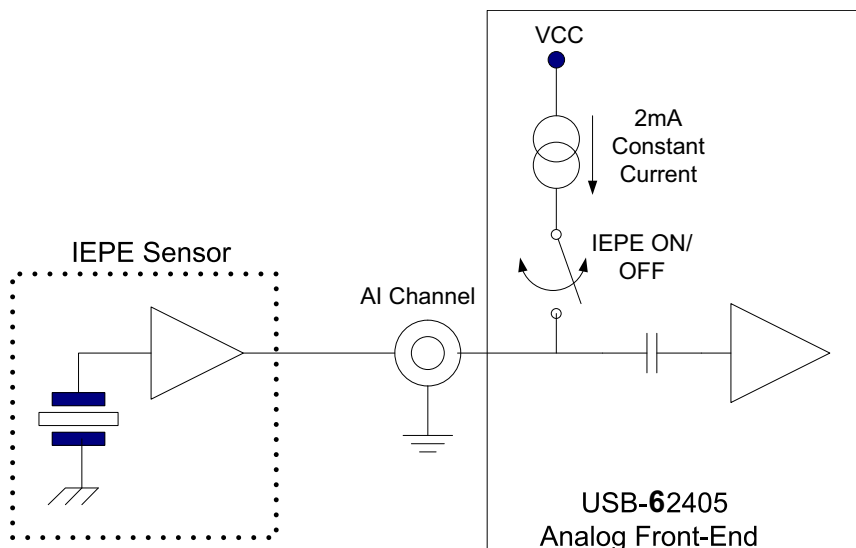 VCC
2mA
Constant
Current
IEPE ON/
OFF
IEPE Sensor
AI Channel
USB-62405
Analog Front-End